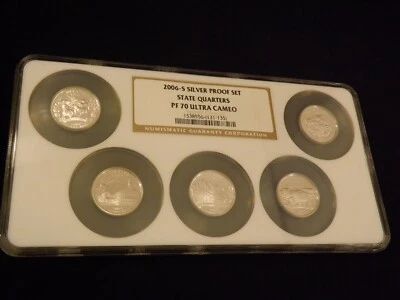 2006-S SILVER PROOF SET
STATE QUARTERS
PF 70 ULTRA CAMEO
NUMISMATIC GUARANTY CORPORATION